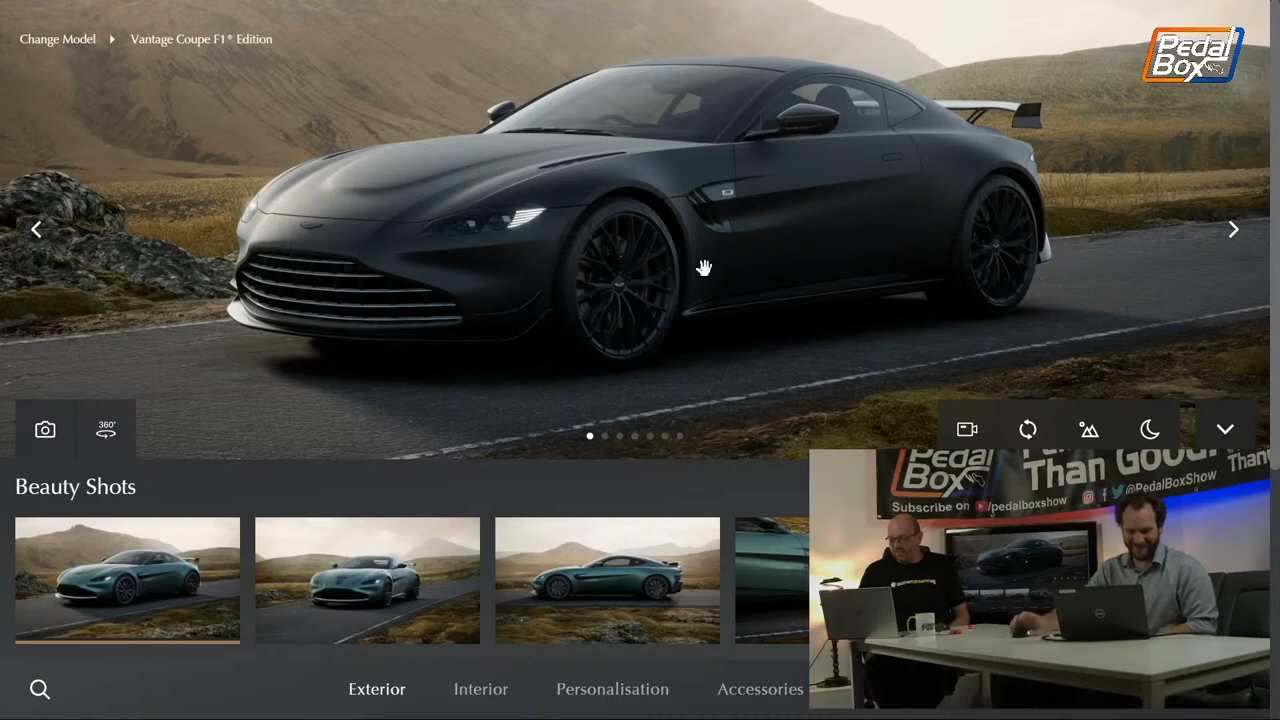 Change Model
Vantage Coupe F1® Edition
Pedal
Box
360°
Beauty Shots
Exterior
Interior
Personalisation
Accessories
Pedal
Box
Than Good!
Than
Subscribe on /pedalboxshow
@PedalBoxShow
DELL